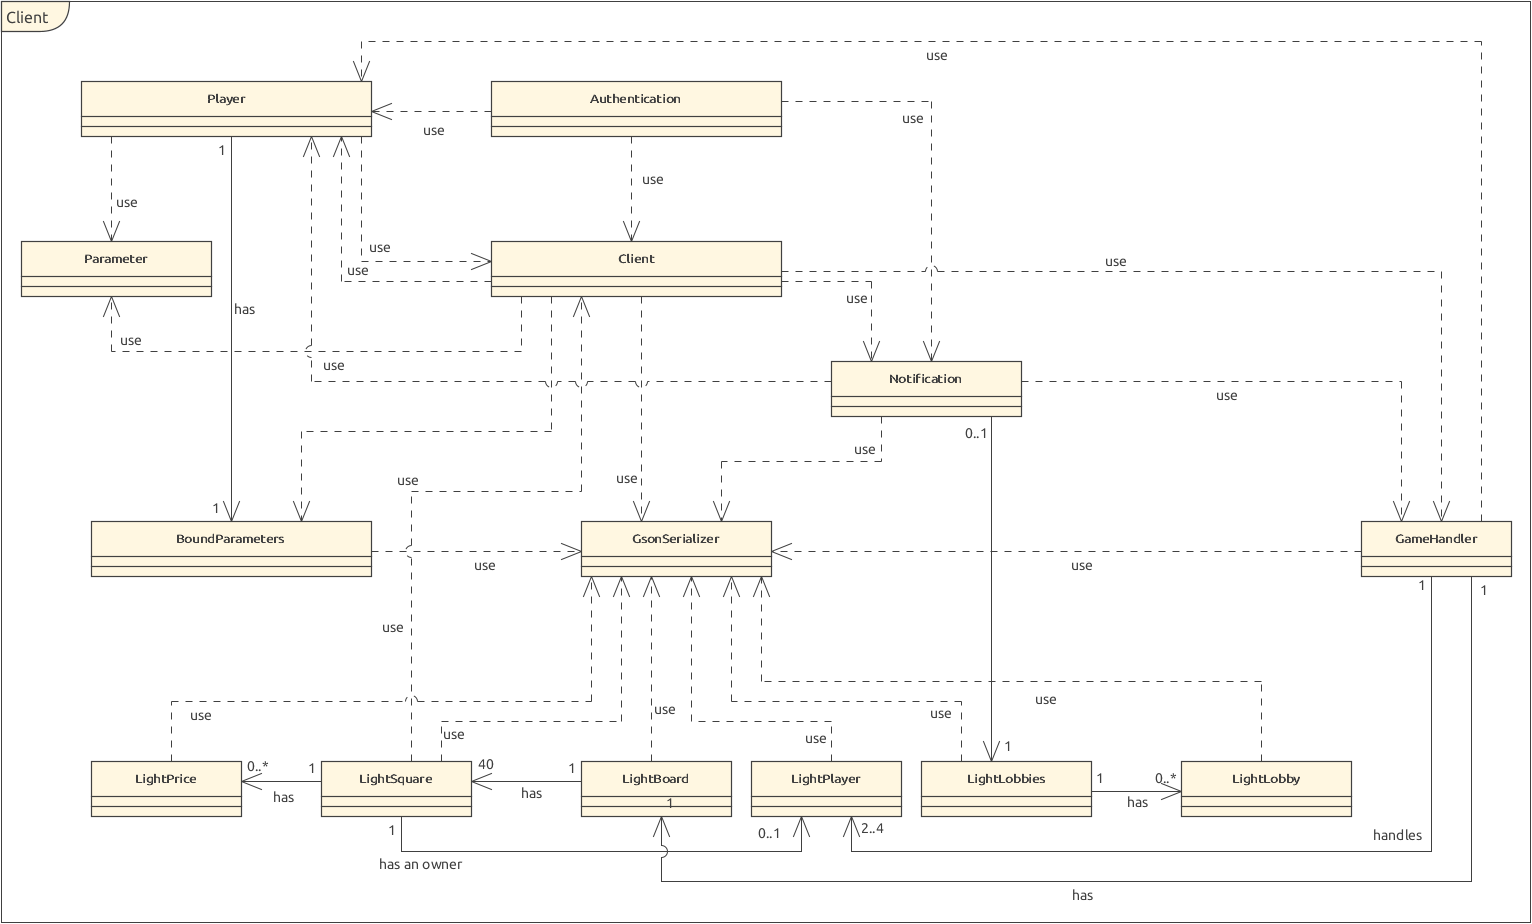 Client
use
Player
Authentication
use
use
1
use
use
Parameter
Client
use
use
use
use
has
use
use
Notification
use
0..1
use
use
use
1
BoundParameters
GsonSerializer
GameHandler
use
use
1
1
use
use
use
use
use
use
use
1
0..*
1
40
1
1
0..*
LightPrice
LightSquare
LightBoard
LightPlayer
LightLobbies
LightLobby
has
has
has
1
1
0..1
2..4
handles
has an owner
has